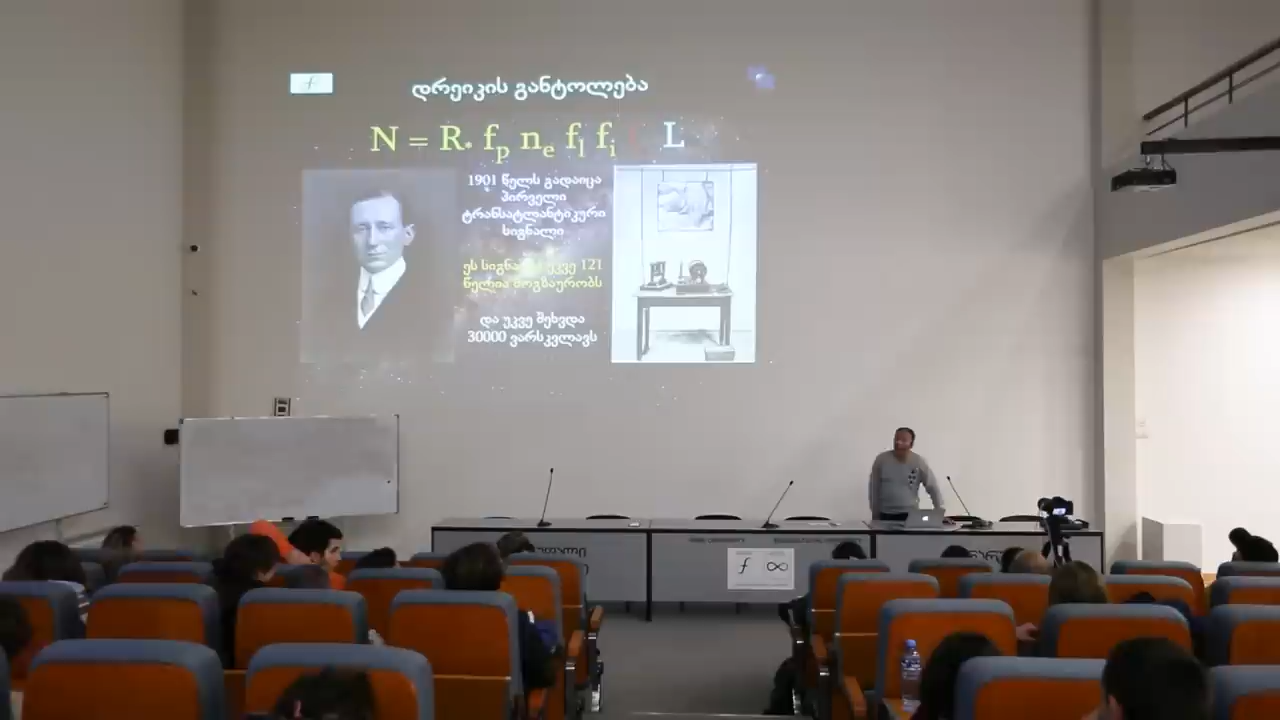 f
დრეიკის განტოლება
N = R* fp ne fl fi L
1901 წელს გადაიცა
პირველი
ტრანსატლანტიკური
სიგნალი
ეს სიგნალი უკვე 121
წელია მოგზაურობს
და უკვე შეხვდა
30000 ვარსკვლავს
f ∞